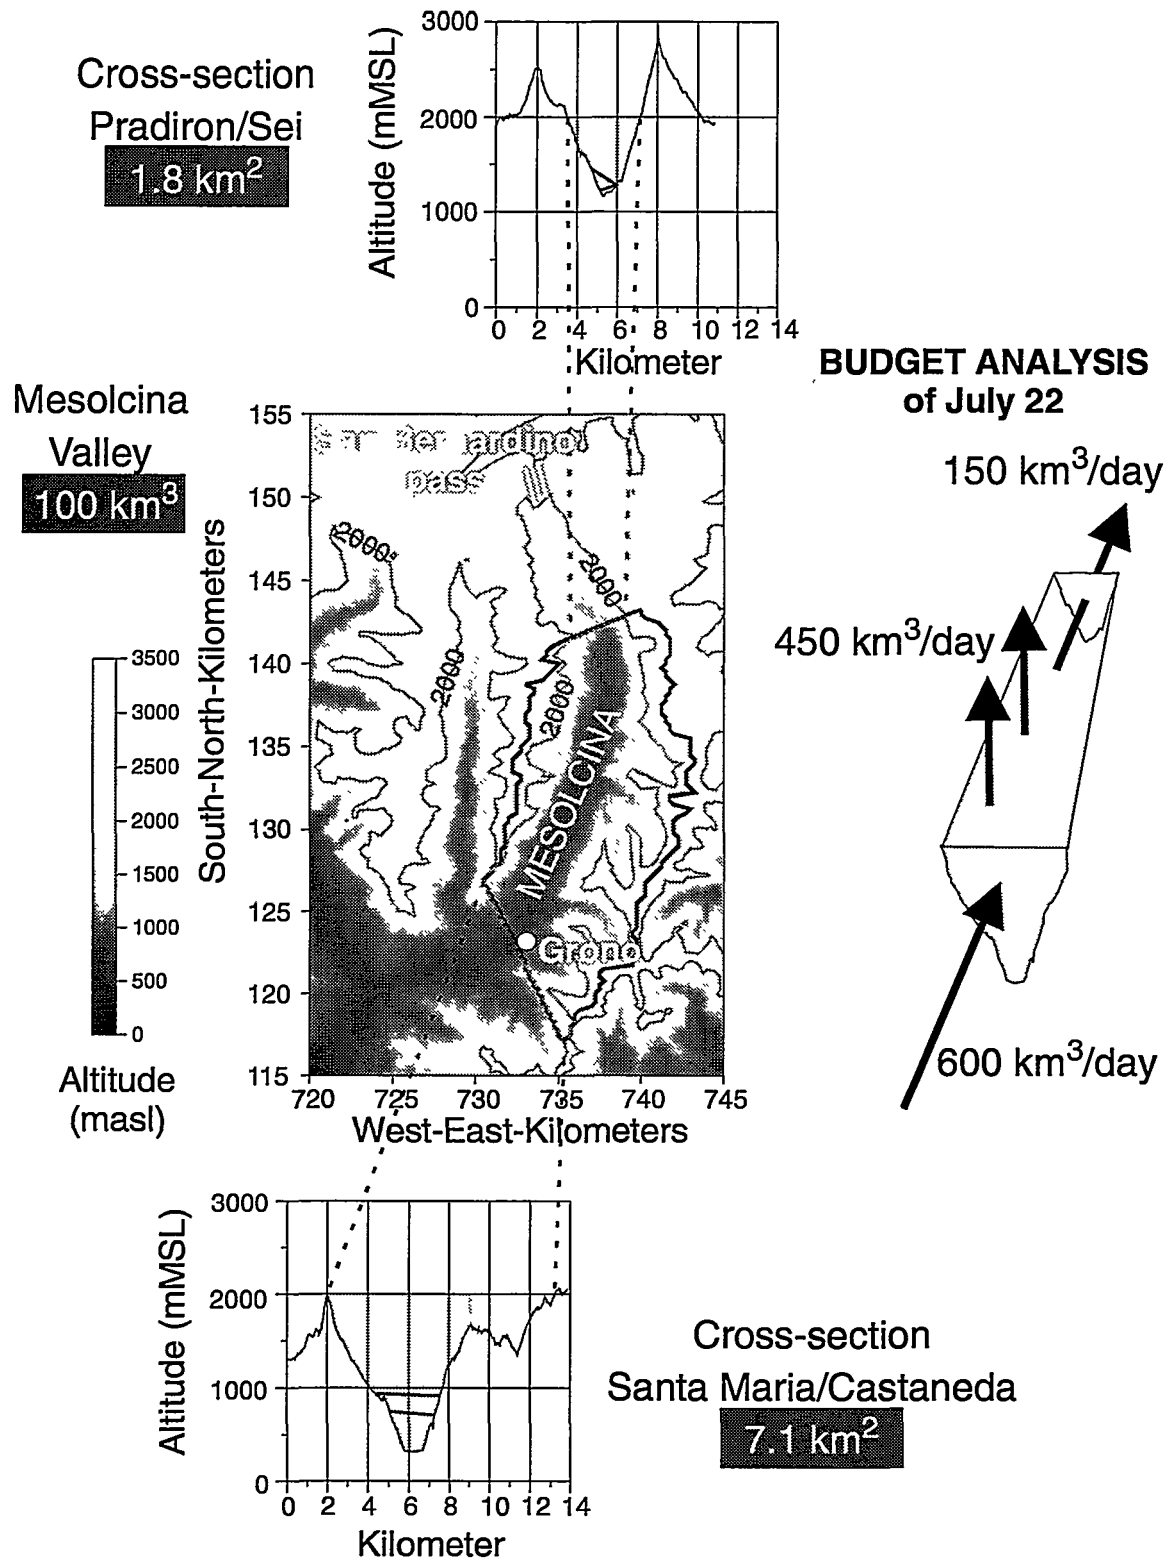 Cross-section
Pradiron/Sei
1.8 km²
Altitude (mMSL)
3000
2000
1000
0
0 2 4 6 8 10 12 14
Kilometer
BUDGET ANALYSIS
of July 22
150 km³/day
450 km³/day
600 km³/day
Mesolcina
Valley
100 km³
3500
3000
2500
2000
1500
1000
500
0
Altitude
(masl)
South-North-Kilometers
155
150
145
140
135
130
125
120
115
San Bernardino
pass
2000
2000
2000
2000
MESOLCINA
Grono
720 725 730 735 740 745
West-East-Kilometers
Altitude (mMSL)
3000
2000
1000
0
0 2 4 6 8 10 12 14
Kilometer
Cross-section
Santa Maria/Castaneda
7.1 km²